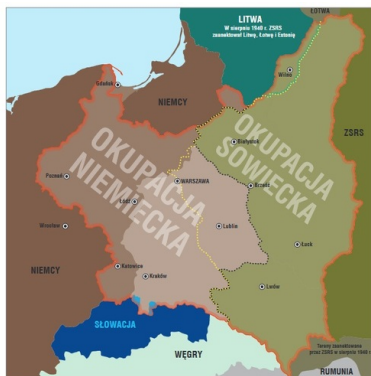 ŁOTWA
LITWA
W sierpniu 1940 r. ZSRS
zaanektował Litwę, Łotwę i Estonię
Wilno
Gdańsk
NIEMCY
ZSRS
Białystok
OKUPACJA
NIEMIECKA
OKUPACJA
SOWIECKA
Poznań
WARSZAWA
Brześć
Łódź
Wrocław
Lublin
Łuck
NIEMCY
Katowice
Kraków
Lwów
SŁOWACJA
WĘGRY
Tereny zaanektowane
przez ZSRS w sierpniu 1940 r.
RUMUNIA